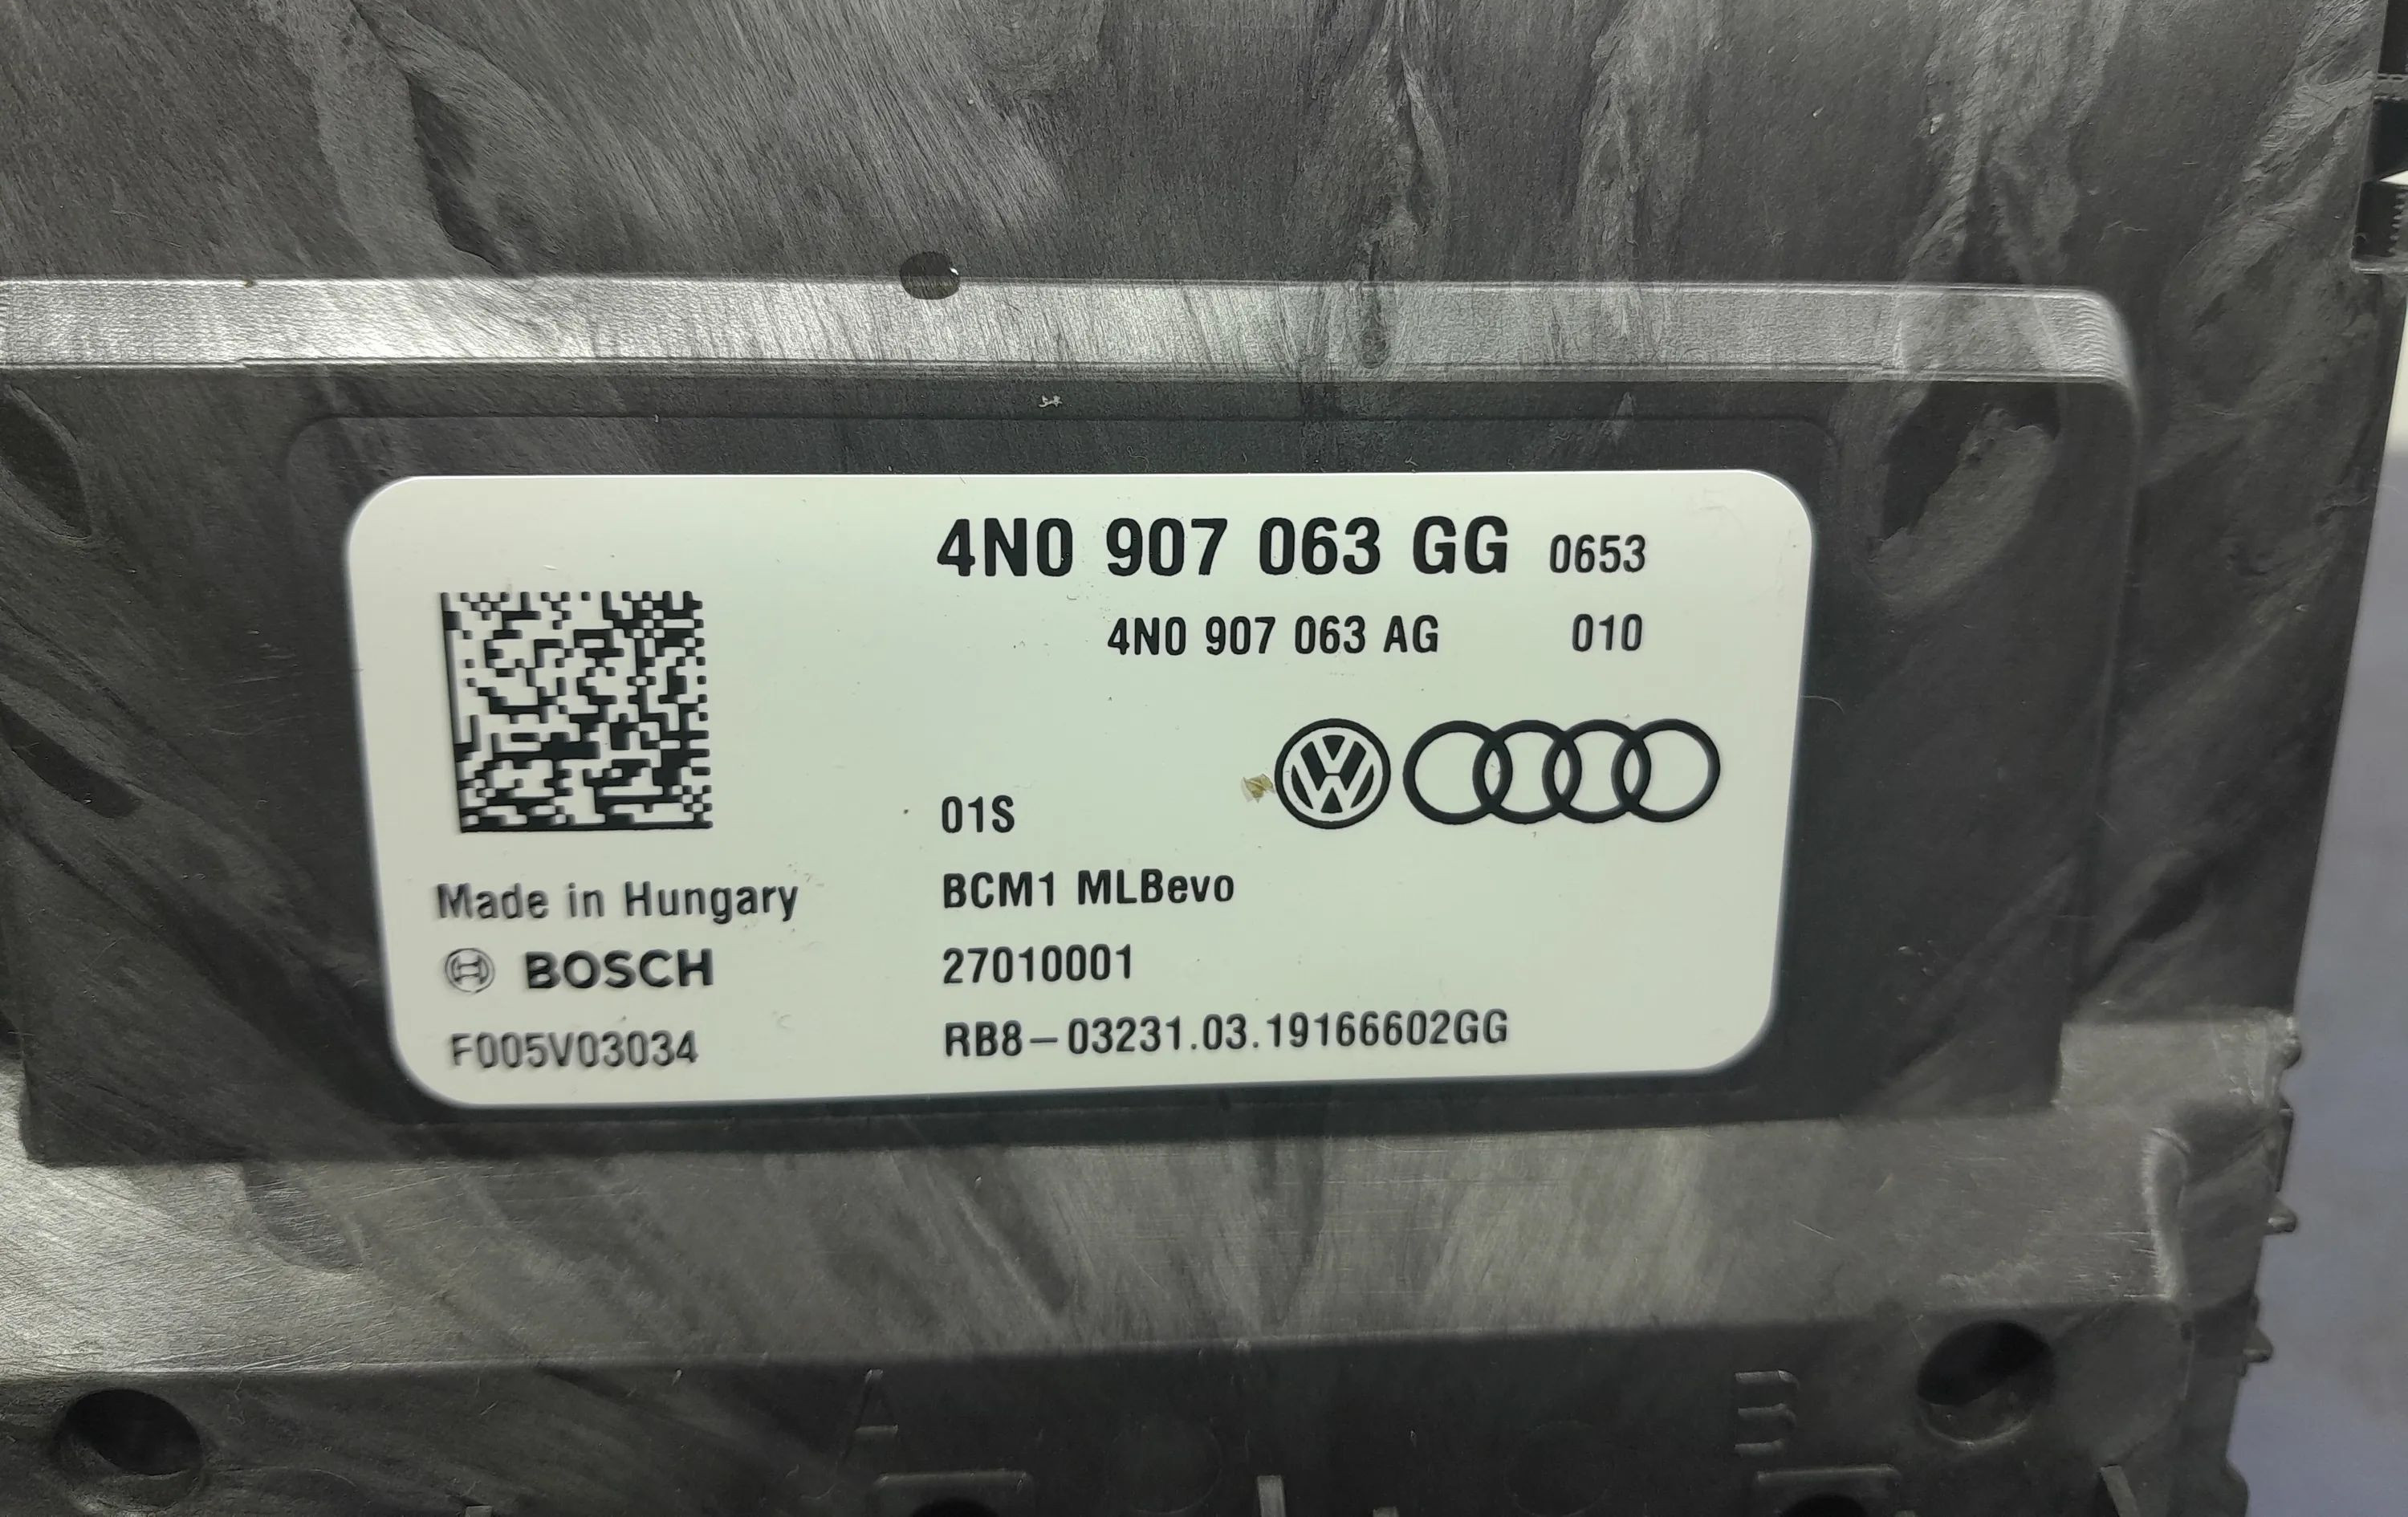 4N0 907 063 GG 0653
4N0 907 063 AG 010
01S
BCM1 MLBevo
27010001
RB8-03231.03.19166602GG
Made in Hungary
BOSCH
F005V03034
A B